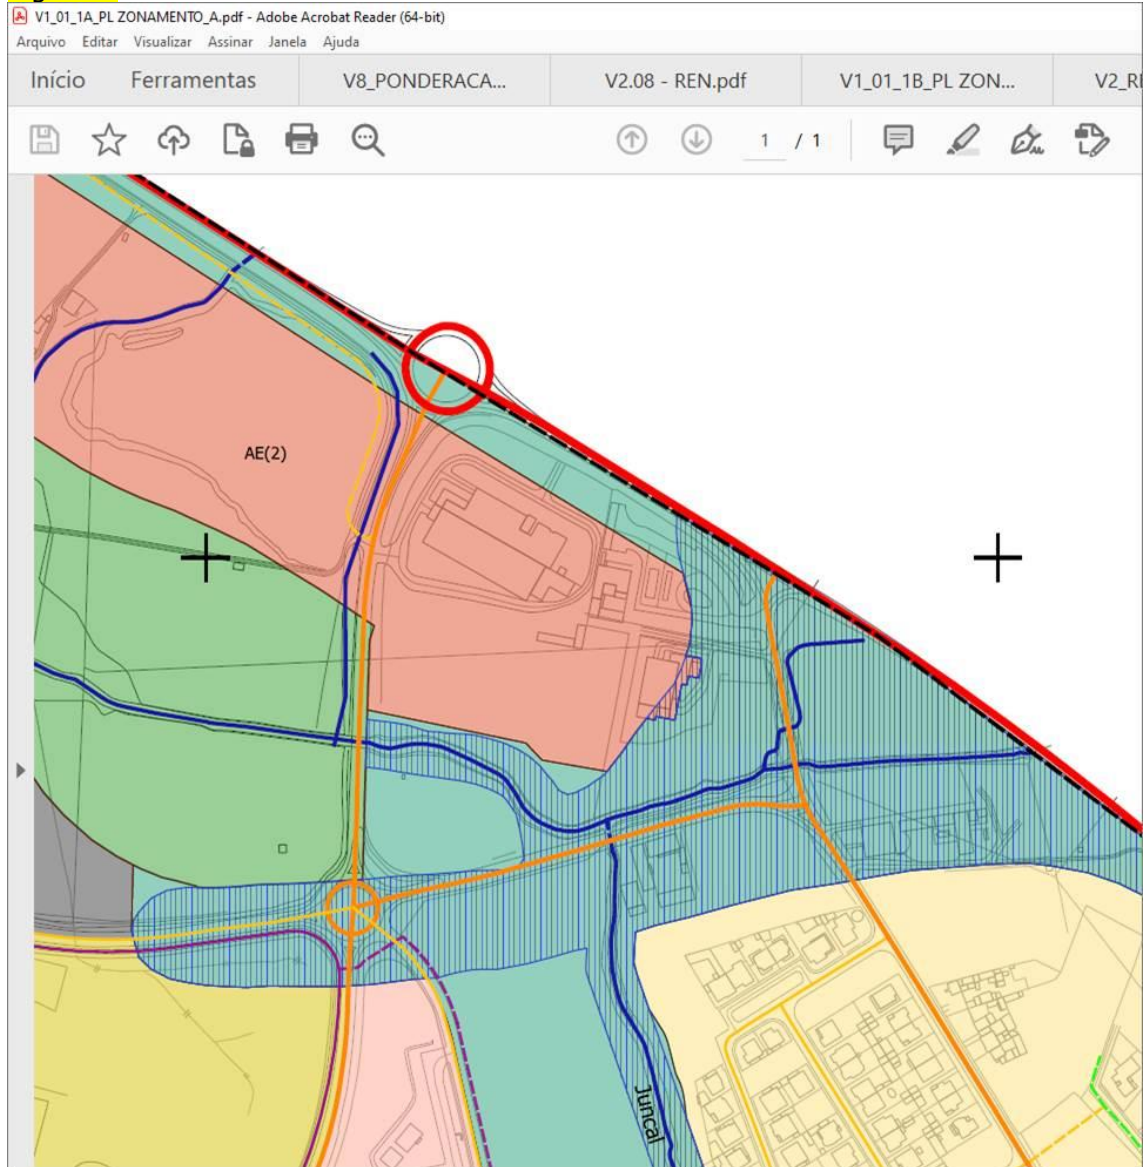 V1_01_1A_PL ZONAMENTO_A.pdf - Adobe Acrobat Reader (64-bit)
Arquivo Editar Visualizar Assinar Janela Ajuda
Início Ferramentas V8_PONDERACA... V2.08 - REN.pdf V1_01_1B_PL ZON...
1 / 1
AE(2)
Juncal